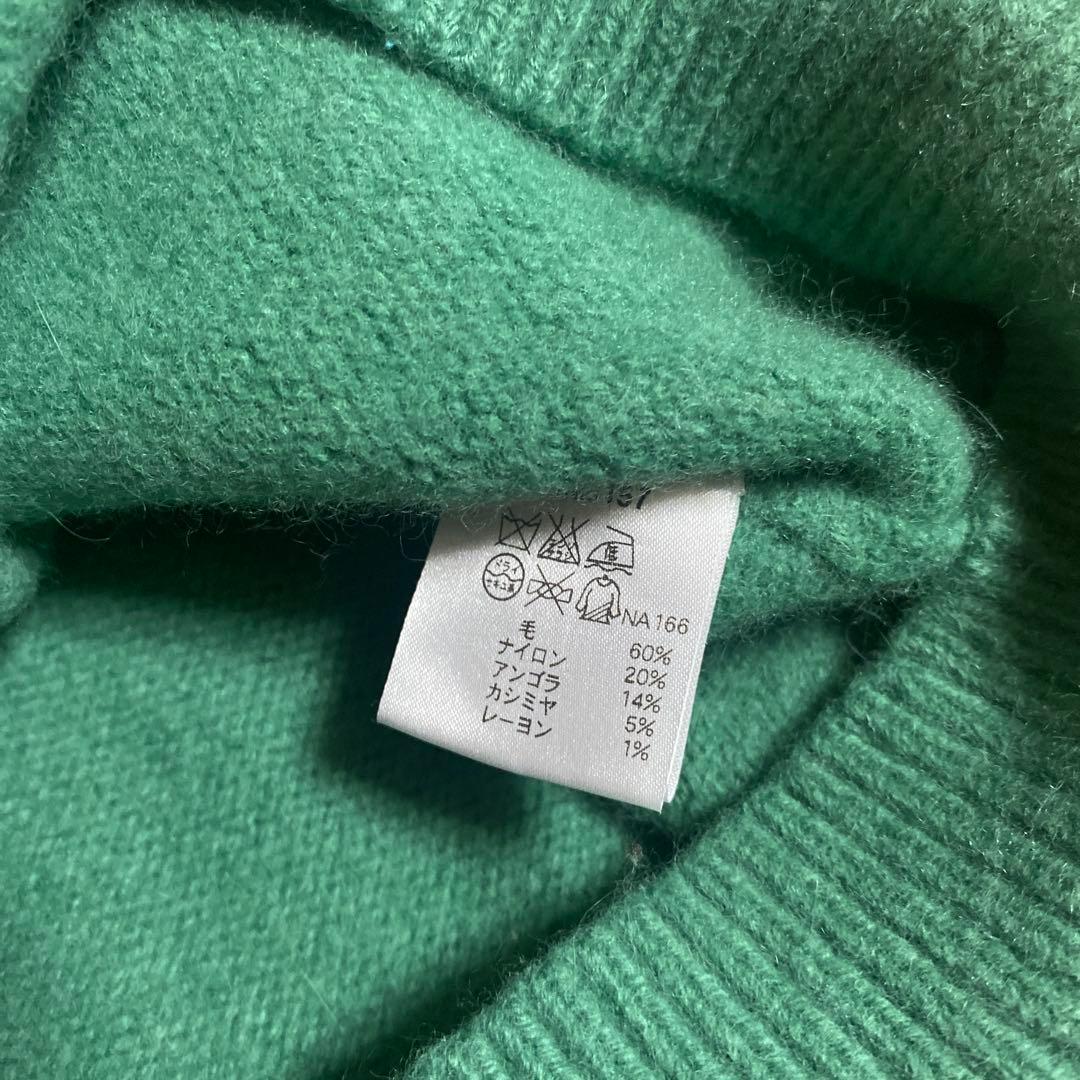 NA 166
毛 60%
ナイロン 20%
アンゴラ 14%
カシミヤ 5%
レーヨン 1%